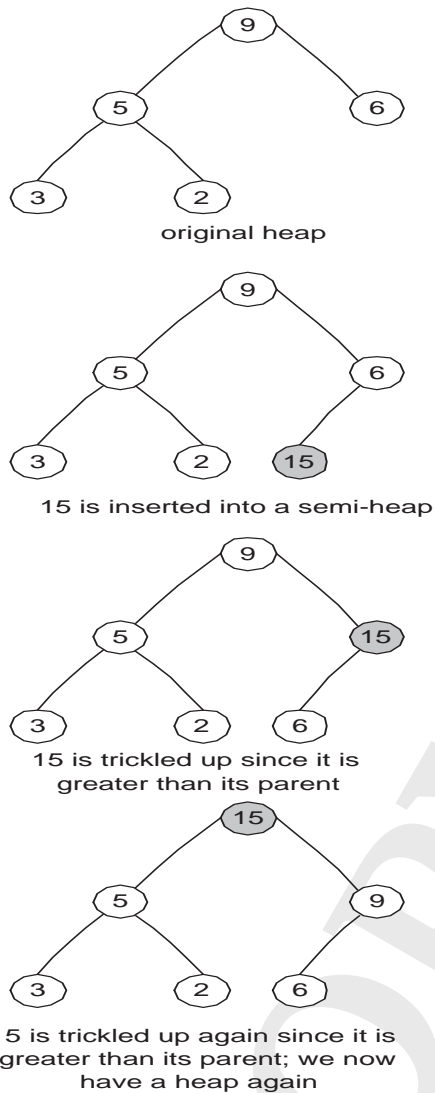 9
5 6
3 2
original heap
9
5 6
3 2 15
15 is inserted into a semi-heap
9
5 15
3 2 6
15 is trickled up since it is
greater than its parent
15
5 9
3 2 6
5 is trickled up again since it is
greater than its parent; we now
have a heap again